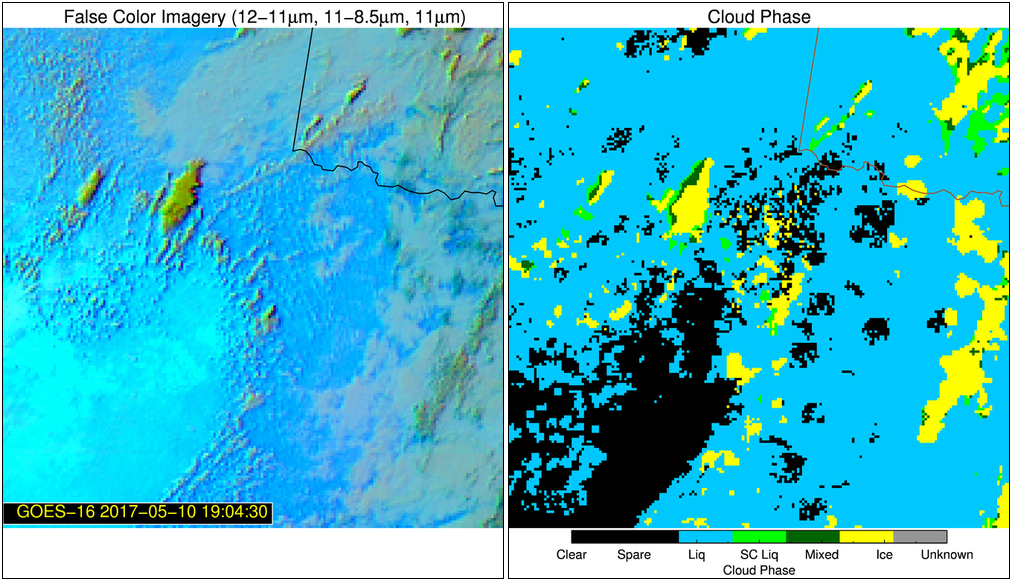 False Color Imagery (12−11μm, 11−8.5μm, 11μm)
Cloud Phase
GOES-16 2017-05-10 19:04:30
Clear Spare Liq SC Liq Mixed Ice Unknown
Cloud Phase